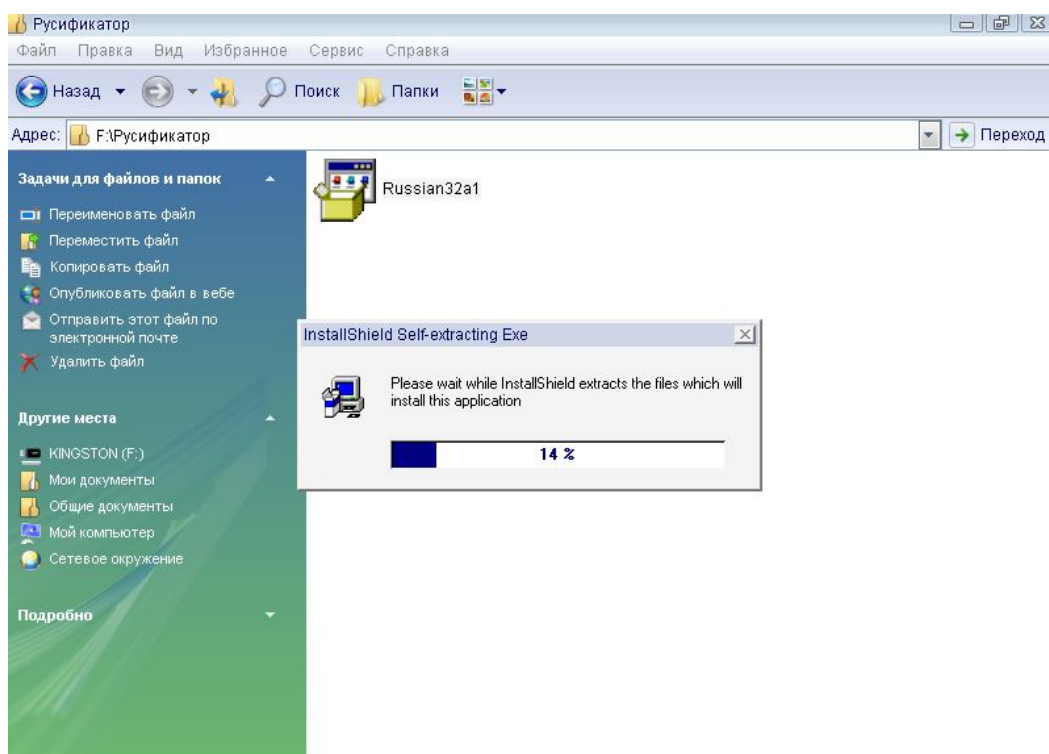 Русификатор
Файл Правка Вид Избранное Сервис Справка
Назад Поиск Папки
Адрес: F:\Русификатор Переход
Задачи для файлов и папок
Переименовать файл
Переместить файл
Копировать файл
Опубликовать файл в вебе
Отправить этот файл по
электронной почте
Удалить файл
Другие места
KINGSTON (F:)
Мои документы
Общие документы
Мой компьютер
Сетевое окружение
Подробно
Russian32a1
InstallShield Self-extracting Exe
Please wait while InstallShield extracts the files which will
install this application
14 %